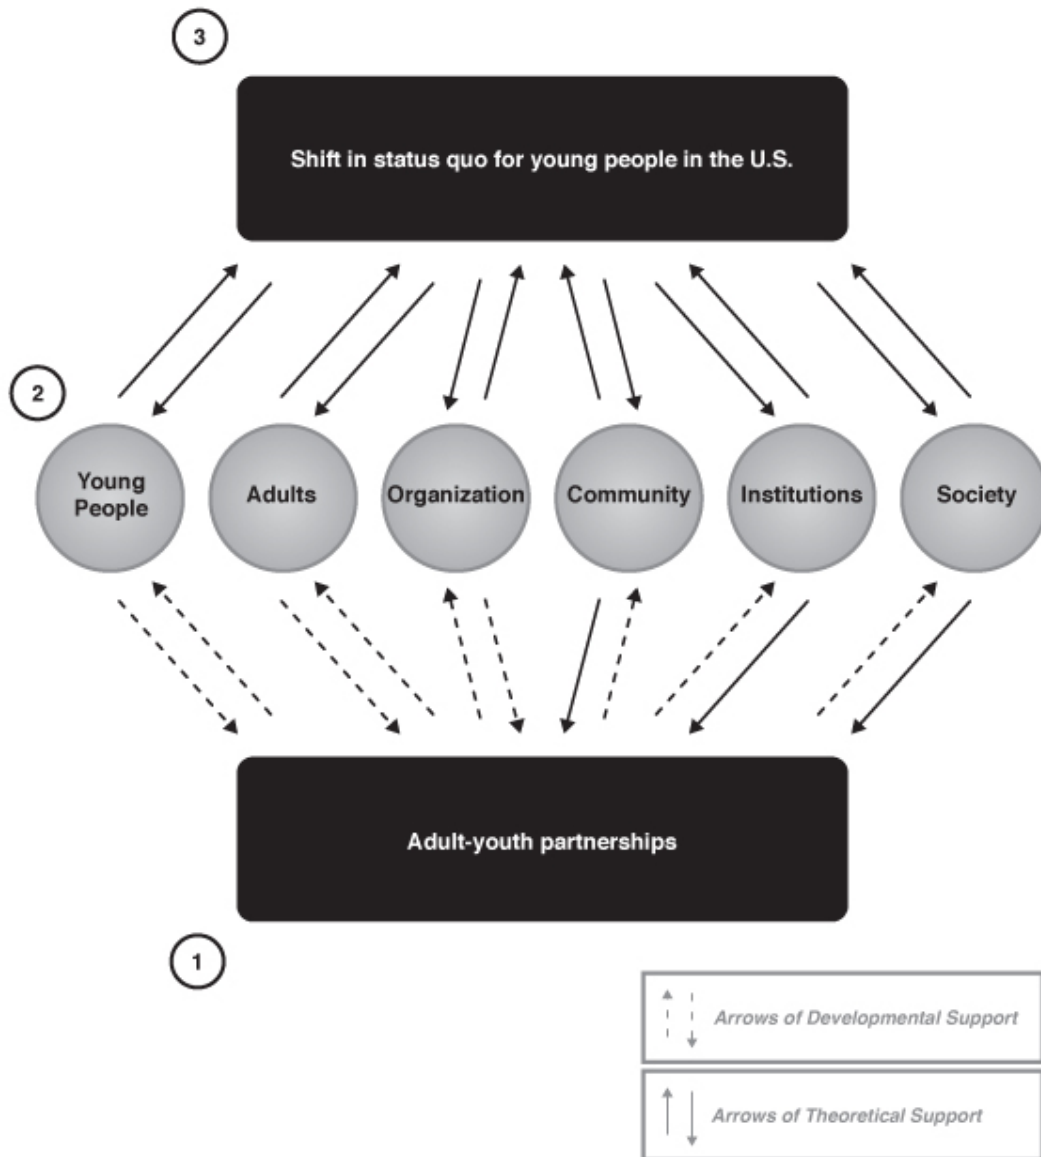 3
Shift in status quo for young people in the U.S.
2
Young
People
Adults
Organization
Community
Institutions
Society
Adult-youth partnerships
1
Arrows of Developmental Support
Arrows of Theoretical Support